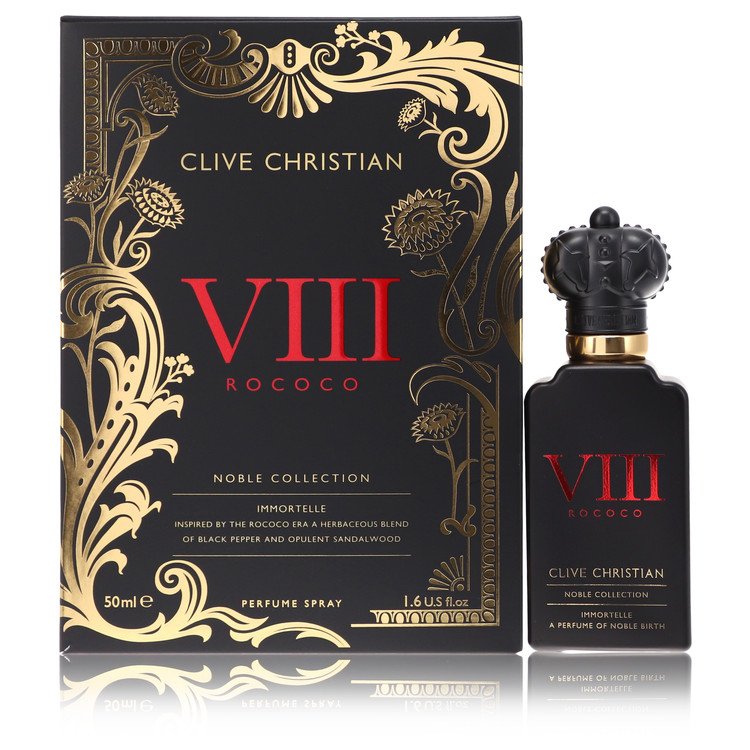 CLIVE CHRISTIAN
VIII
ROCOCO
NOBLE COLLECTION
IMMORTELLE
INSPIRED BY THE ROCOCO ERA A HERBACEOUS BLEND
OF BLACK PEPPER AND OPULENT SANDALWOOD
50ml e
PERFUME SPRAY
1.6 U.S fl.oz
VIII
ROCOCO
CLIVE CHRISTIAN
NOBLE COLLECTION
IMMORTELLE
A PERFUME OF NOBLE BIRTH